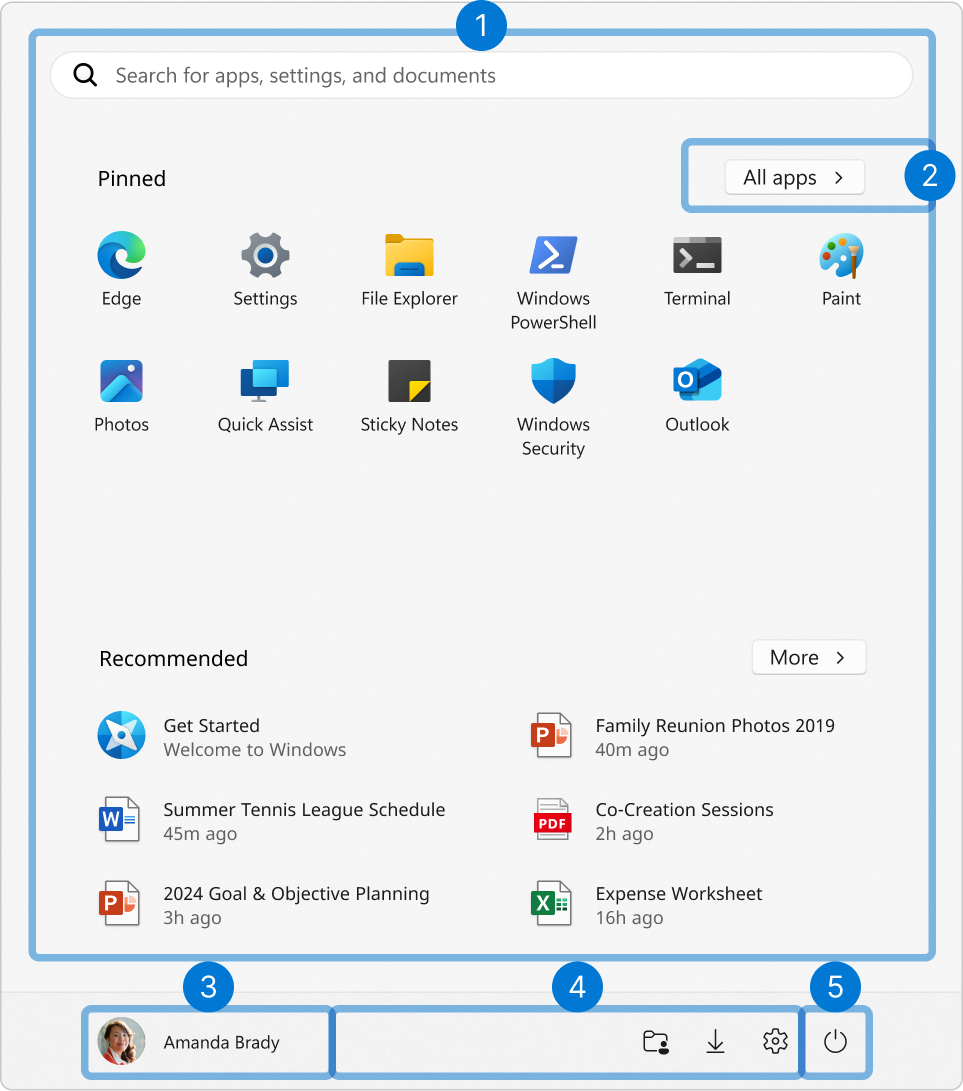 1
Search for apps, settings, and documents
Pinned
All apps
2
Edge
Settings
File Explorer
Windows
PowerShell
Terminal
Paint
Photos
Quick Assist
Sticky Notes
Windows
Security
O
Outlook
Recommended
More
Get Started
Welcome to Windows
P
Family Reunion Photos 2019
40m ago
W
Summer Tennis League Schedule
45m ago
PDF
Co-Creation Sessions
2h ago
P
2024 Goal & Objective Planning
3h ago
X
Expense Worksheet
16h ago
3
4
5
Amanda Brady